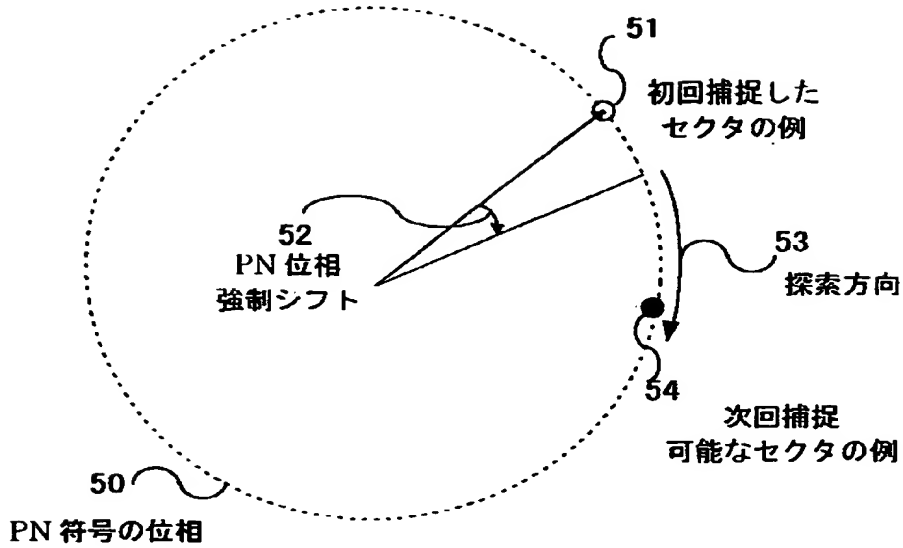 51
初回捕捉した
セクタの例
52
PN 位相
強制シフト
53
探索方向
54
次回捕捉
可能なセクタの例
50
PN 符号の位相